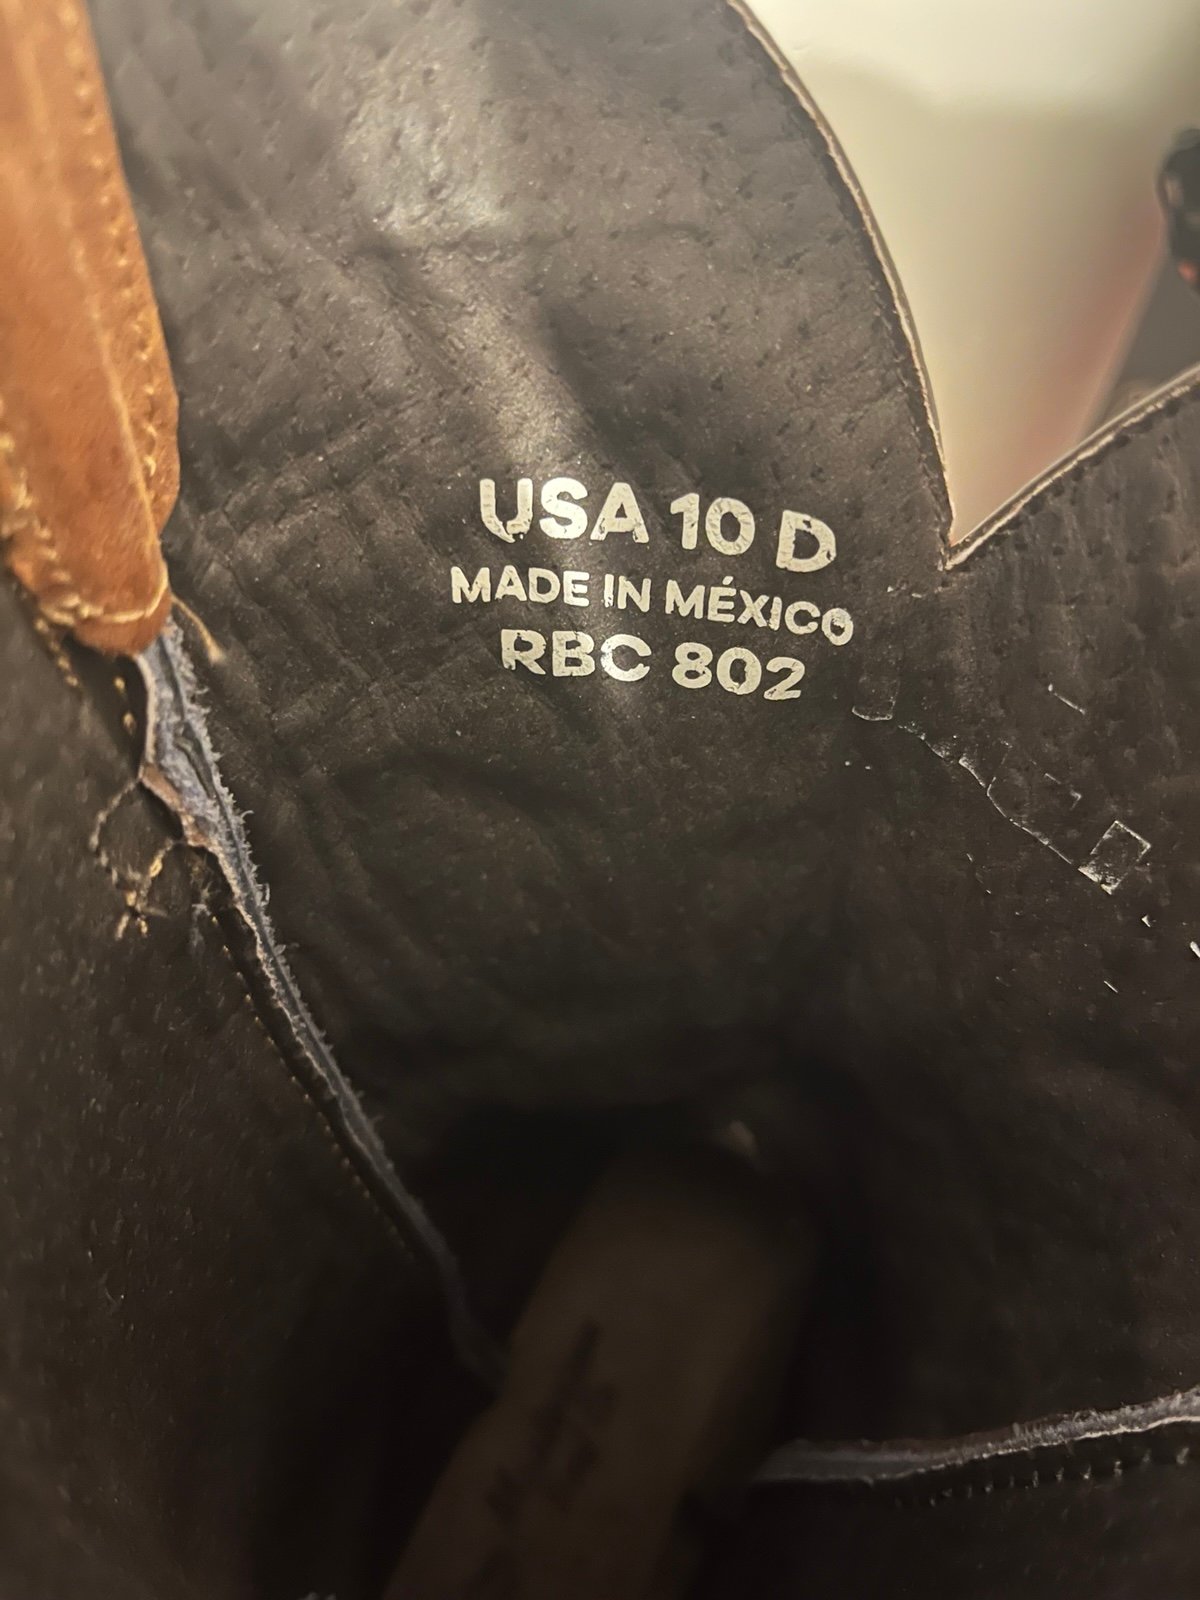 USA 10 D
MADE IN MÉXICO
RBC 802